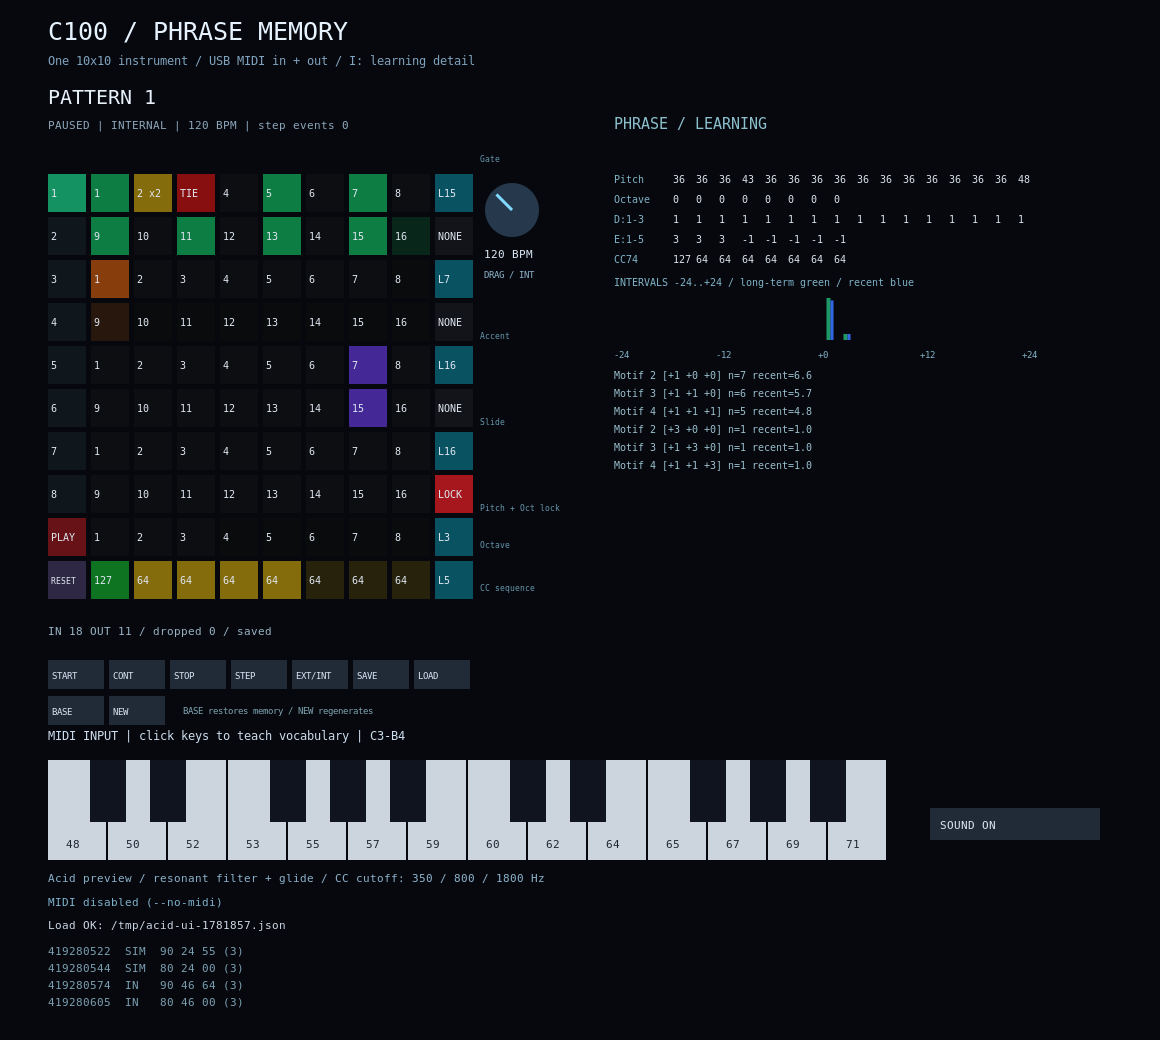 C100 / PHRASE MEMORY
One 10x10 instrument / USB MIDI in + out / I: learning detail
PATTERN 1
PAUSED | INTERNAL | 120 BPM | step events 0
Gate
1 1 2 x2 TIE 4 5 6 7 8 L15
2 9 10 11 12 13 14 15 16 NONE
120 BPM
DRAG / INT
3 1 2 3 4 5 6 7 8 L7
4 9 10 11 12 13 14 15 16 NONE
Accent
5 1 2 3 4 5 6 7 8 L16
6 9 10 11 12 13 14 15 16 NONE
Slide
7 1 2 3 4 5 6 7 8 L16
8 9 10 11 12 13 14 15 16 LOCK
Pitch + Oct lock
PLAY 1 2 3 4 5 6 7 8 L3
Octave
RESET 127 64 64 64 64 64 64 64 L5
CC sequence
PHRASE / LEARNING
Pitch 36 36 36 43 36 36 36 36 36 36 36 36 36 36 36 48
Octave 0 0 0 0 0 0 0 0
D:1-3 1 1 1 1 1 1 1 1 1 1 1 1 1 1 1 1
E:1-5 3 3 3 -1 -1 -1 -1 -1
CC74 127 64 64 64 64 64 64 64
INTERVALS -24..+24 / long-term green / recent blue
-24 -12 +0 +12 +24
Motif 2 [+1 +0 +0] n=7 recent=6.6
Motif 3 [+1 +1 +0] n=6 recent=5.7
Motif 4 [+1 +1 +1] n=5 recent=4.8
Motif 2 [+3 +0 +0] n=1 recent=1.0
Motif 3 [+1 +3 +0] n=1 recent=1.0
Motif 4 [+1 +1 +3] n=1 recent=1.0
IN 18 OUT 11 / dropped 0 / saved
START CONT STOP STEP EXT/INT SAVE LOAD
BASE NEW BASE restores memory / NEW regenerates
MIDI INPUT | click keys to teach vocabulary | C3-B4
48 50 52 53 55 57 59 60 62 64 65 67 69 71
SOUND ON
Acid preview / resonant filter + glide / CC cutoff: 350 / 800 / 1800 Hz
MIDI disabled (--no-midi)
Load OK: /tmp/acid-ui-1781857.json
419280522 SIM 90 24 55 (3)
419280544 SIM 80 24 00 (3)
419280574 IN 90 46 64 (3)
419280605 IN 80 46 00 (3)